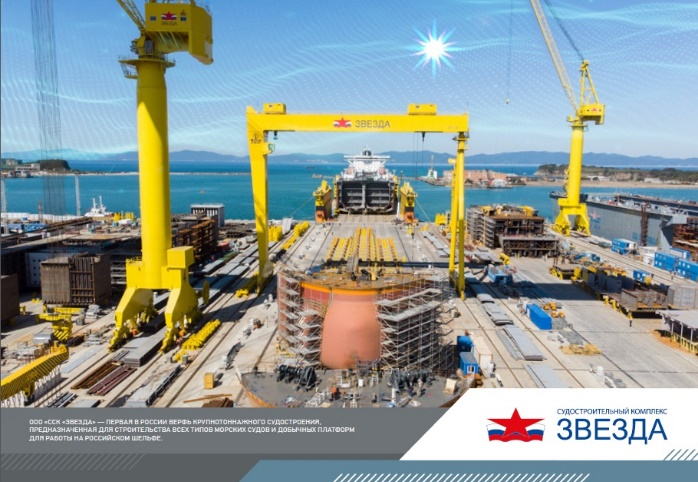 ЗВЕЗДА
ЗВЕЗДА
ООО «ССК «ЗВЕЗДА» — ПЕРВАЯ В РОССИИ ВЕРФЬ КРУПНОТОННАЖНОГО СУДОСТРОЕНИЯ,
ПРЕДНАЗНАЧЕННАЯ ДЛЯ СТРОИТЕЛЬСТВА ВСЕХ ТИПОВ МОРСКИХ СУДОВ И ДОБЫЧНЫХ ПЛАТФОРМ
ДЛЯ РАБОТЫ НА РОССИЙСКОМ ШЕЛЬФЕ.
СУДОСТРОИТЕЛЬНЫЙ КОМПЛЕКС
ЗВЕЗДА